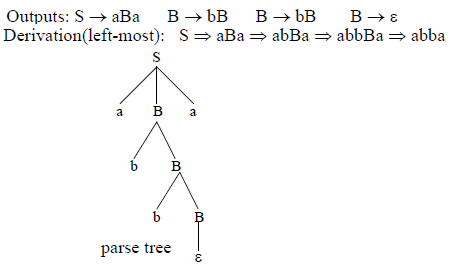 Outputs: S → aBa B → bB B → bB B → ε
Derivation(left-most): S ⇒ aBa ⇒ abBa ⇒ abbBa ⇒ abba
S
a B a
b B
b B
parse tree
ε